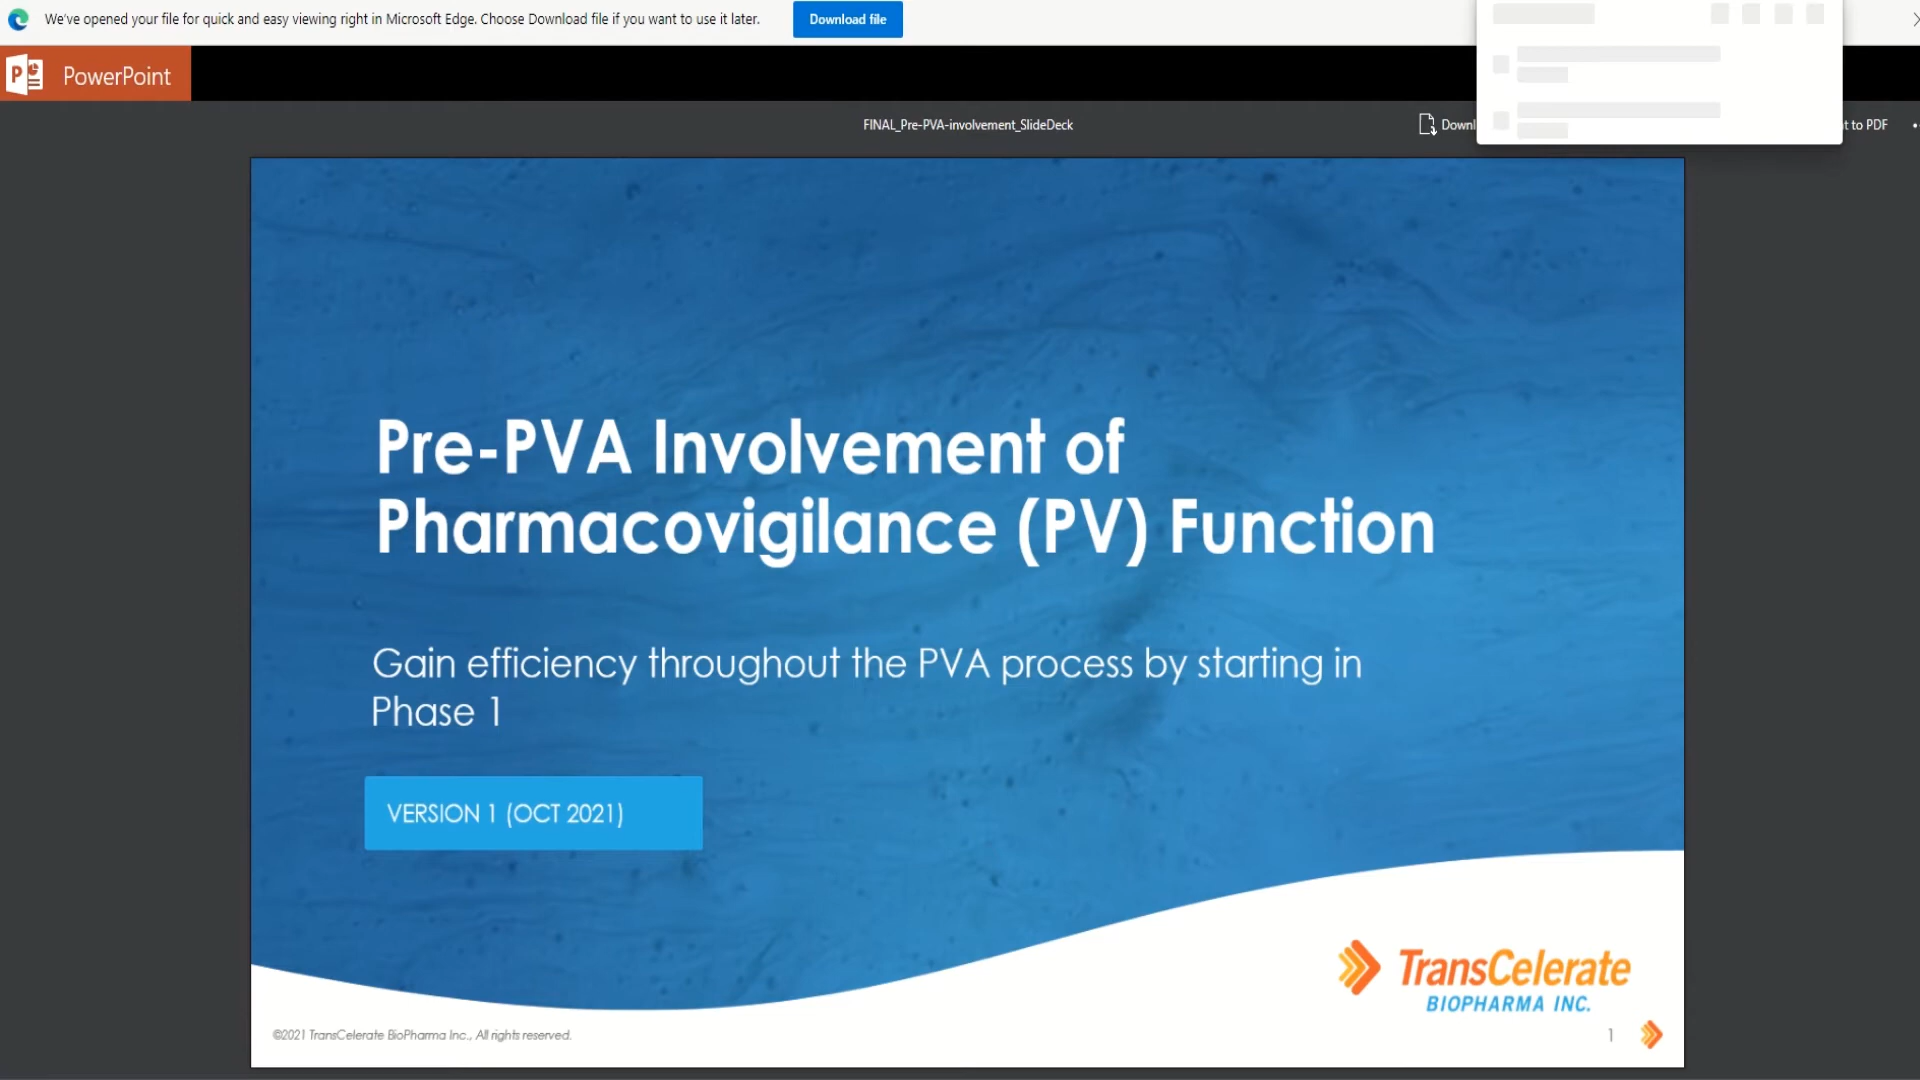 We've opened your file for quick and easy viewing right in Microsoft Edge. Choose Download file if you want to use it later.
Download file
P
PowerPoint
FINAL_Pre-PVA-involvement_SlideDeck
Downl
t to PDF
Pre-PVA Involvement of
Pharmacovigilance (PV) Function
Gain efficiency throughout the PVA process by starting in
Phase 1
VERSION 1 (OCT 2021)
TransCelerate
BIOPHARMA INC.
©2021 TransCelerate BioPharma Inc., All rights reserved.
1